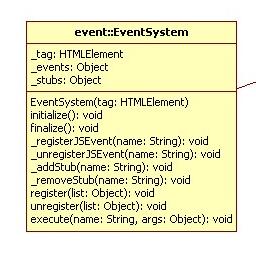 event::EventSystem
_tag: HTMLElement
_events: Object
_stubs: Object
EventSystem(tag: HTMLElement)
initialize(): void
finalize(): void
_registerJSEvent(name: String): void
_unregisterJSEvent(name: String): void
_addStub(name: String): void
_removeStub(name: String): void
register(list: Object): void
unregister(list: Object): void
execute(name: String, args: Object): void